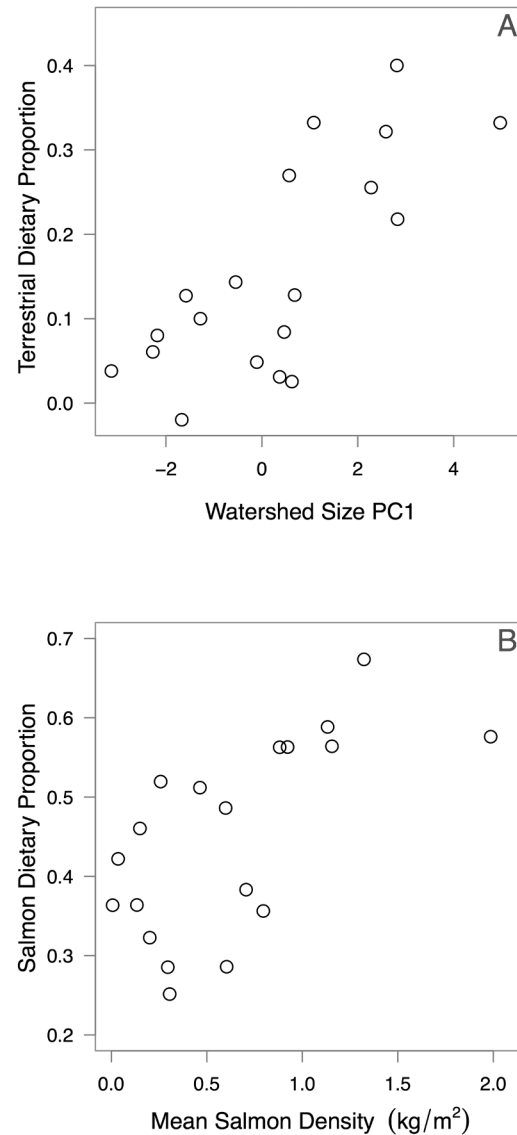 A
Terrestrial Dietary Proportion
0.4
0.3
0.2
0.1
0.0
−2 0 2 4
Watershed Size PC1
B
Salmon Dietary Proportion
0.7
0.6
0.5
0.4
0.3
0.2
0.0 0.5 1.0 1.5 2.0
Mean Salmon Density (kg/m²)